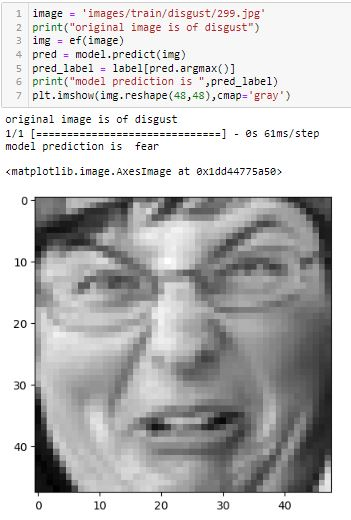 1 image = 'images/train/disgust/299.jpg'
2 print("original image is of disgust")
3 img = ef(image)
4 pred = model.predict(img)
5 pred_label = label[pred.argmax()]
6 print("model prediction is ",pred_label)
7 plt.imshow(img.reshape(48,48),cmap='gray')
original image is of disgust
1/1 [==============================] - 0s 61ms/step
model prediction is  fear
<matplotlib.image.AxesImage at 0x1dd44775a50>
0
10
20
30
40
0 10 20 30 40